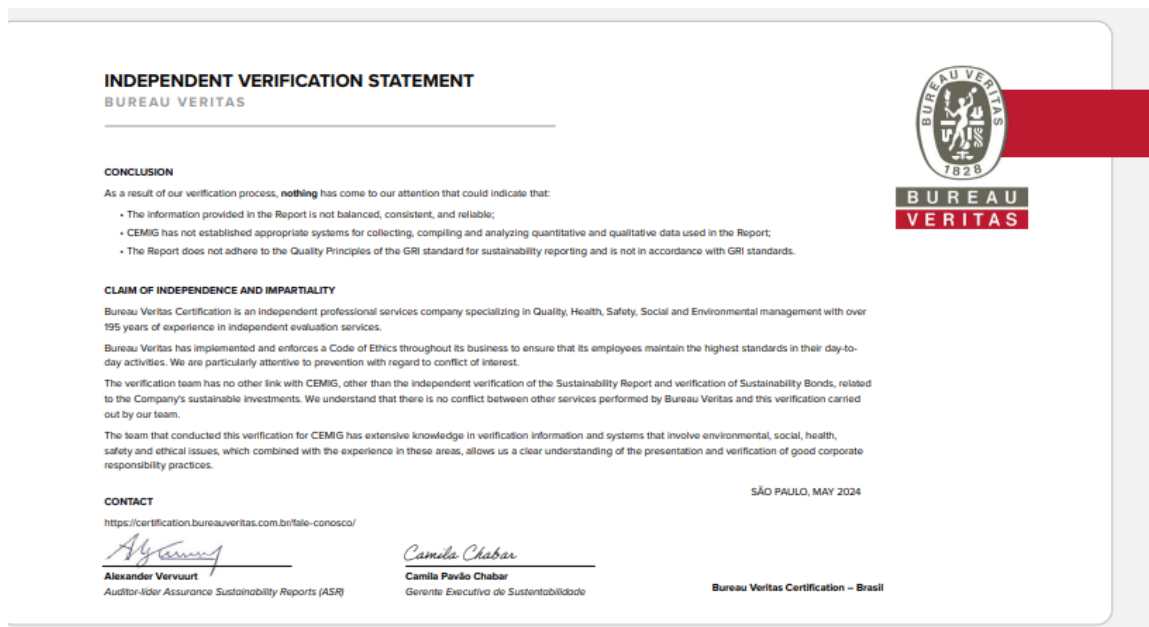 INDEPENDENT VERIFICATION STATEMENT
BUREAU VERITAS
BUREAU VERITAS
1828
BUREAU
VERITAS
CONCLUSION
As a result of our verification process, nothing has come to our attention that could indicate that:
• The information provided in the Report is not balanced, consistent, and reliable;
• CEMIG has not established appropriate systems for collecting, compiling and analyzing quantitative and qualitative data used in the Report;
• The Report does not adhere to the Quality Principles of the GRI standard for sustainability reporting and is not in accordance with GRI standards.
CLAIM OF INDEPENDENCE AND IMPARTIALITY
Bureau Veritas Certification is an independent professional services company specializing in Quality, Health, Safety, Social and Environmental management with over
195 years of experience in independent evaluation services.
Bureau Veritas has implemented and enforces a Code of Ethics throughout its business to ensure that its employees maintain the highest standards in their day-to-
day activities. We are particularly attentive to prevention with regard to conflict of interest.
The verification team has no other link with CEMIG, other than the independent verification of the Sustainability Report and verification of Sustainability Bonds, related
to the Company's sustainable investments. We understand that there is no conflict between other services performed by Bureau Veritas and this verification carried
out by our team.
The team that conducted this verification for CEMIG has extensive knowledge in verification information and systems that involve environmental, social, health,
safety and ethical issues, which combined with the experience in these areas, allows us a clear understanding of the presentation and verification of good corporate
responsibility practices.
SÃO PAULO, MAY 2024
CONTACT
https://certification.bureauveritas.com.br/fale-conosco/
Camila Chabar
Alexander Vervuurt
Auditor-líder Assurance Sustainability Reports (ASR)
Camila Pavão Chabar
Gerente Executiva de Sustentabilidade
Bureau Veritas Certification – Brasil